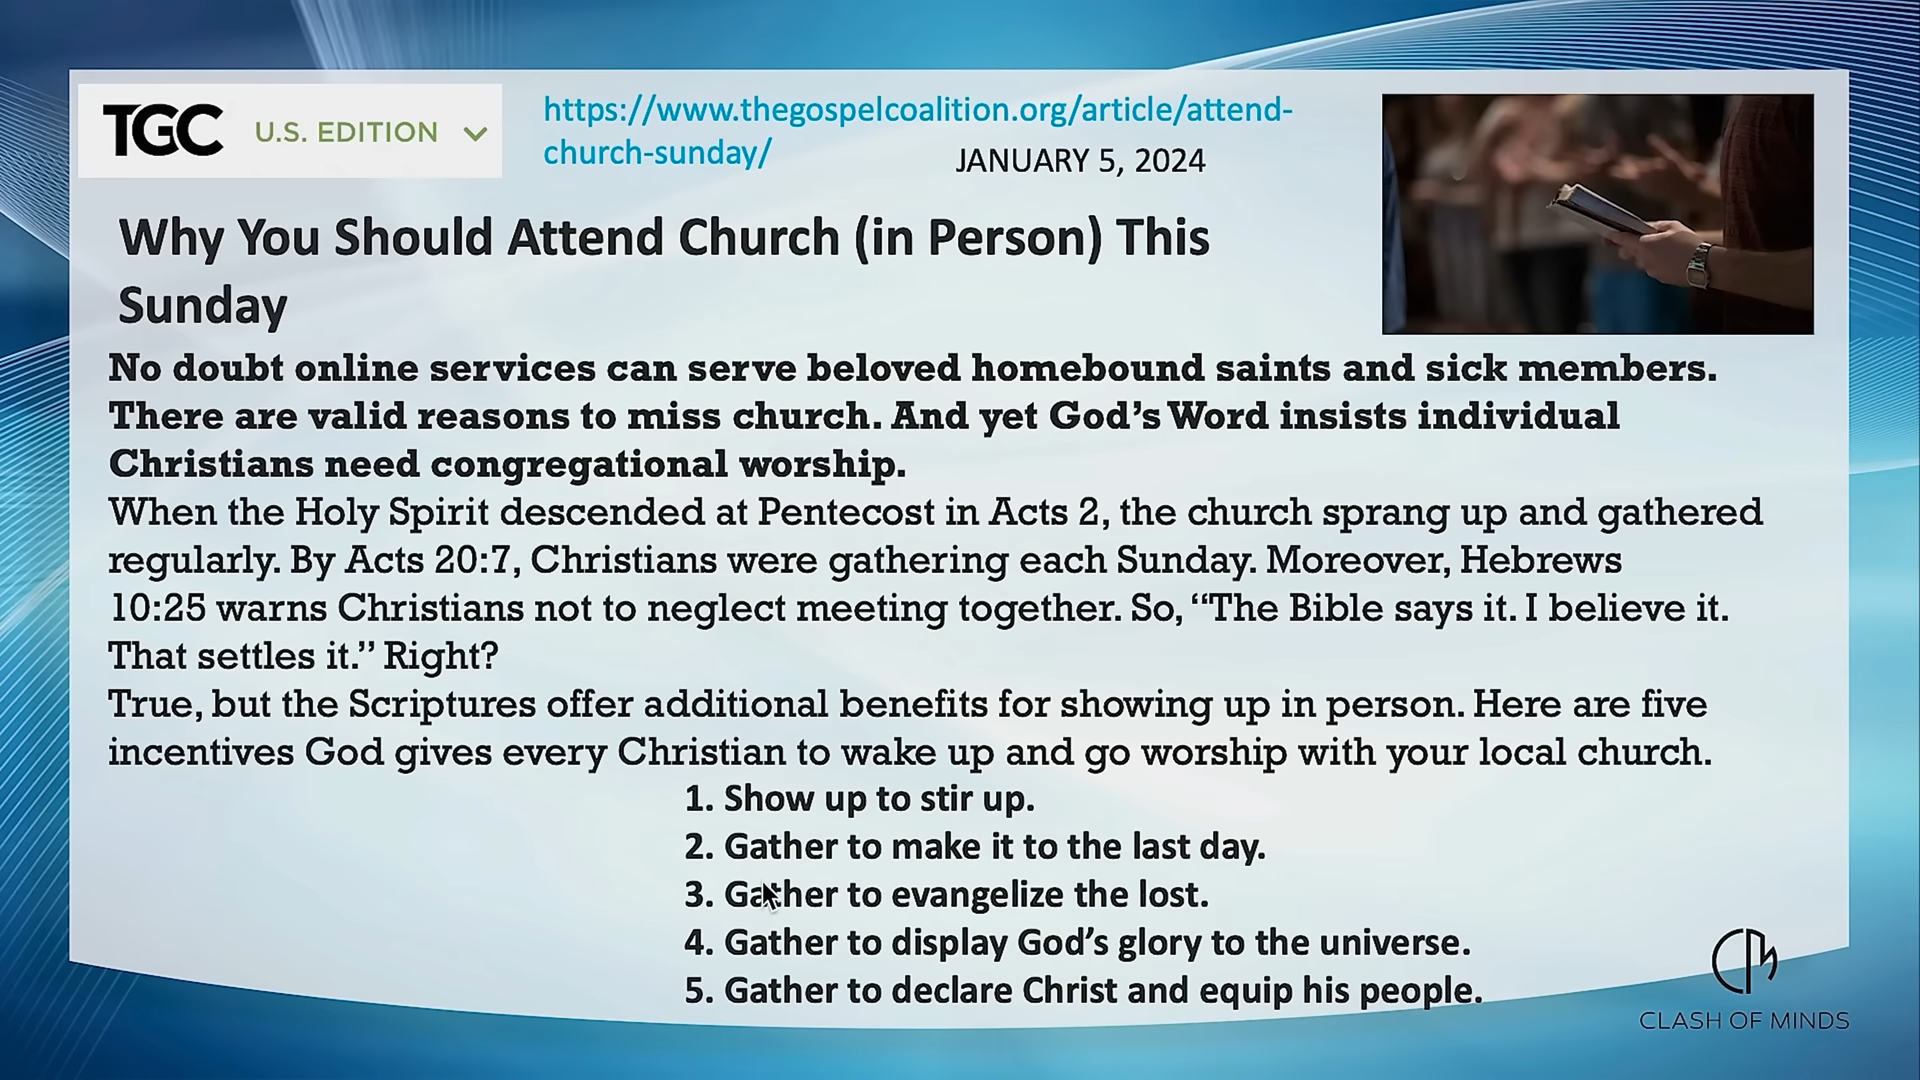 TGC U.S. EDITION
https://www.thegospelcoalition.org/article/attend-
church-sunday/
JANUARY 5, 2024
Why You Should Attend Church (in Person) This
Sunday
No doubt online services can serve beloved homebound saints and sick members.
There are valid reasons to miss church. And yet God’s Word insists individual
Christians need congregational worship.
When the Holy Spirit descended at Pentecost in Acts 2, the church sprang up and gathered
regularly. By Acts 20:7, Christians were gathering each Sunday. Moreover, Hebrews
10:25 warns Christians not to neglect meeting together. So, “The Bible says it. I believe it.
That settles it.” Right?
True, but the Scriptures offer additional benefits for showing up in person. Here are five
incentives God gives every Christian to wake up and go worship with your local church.
1. Show up to stir up.
2. Gather to make it to the last day.
3. Gather to evangelize the lost.
4. Gather to display God’s glory to the universe.
5. Gather to declare Christ and equip his people.
CLASH OF MINDS